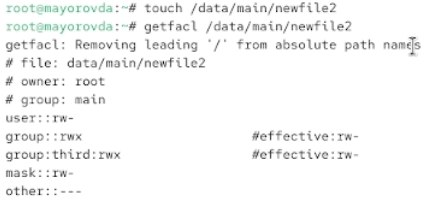 root@mayorovda:~# touch /data/main/newfile2
root@mayorovda:~# getfacl /data/main/newfile2
getfacl: Removing leading '/' from absolute path names
# file: data/main/newfile2
# owner: root
# group: main
user::rw-
group::rwx #effective:rw-
group:third:rwx #effective:rw-
mask::rw-
other::---